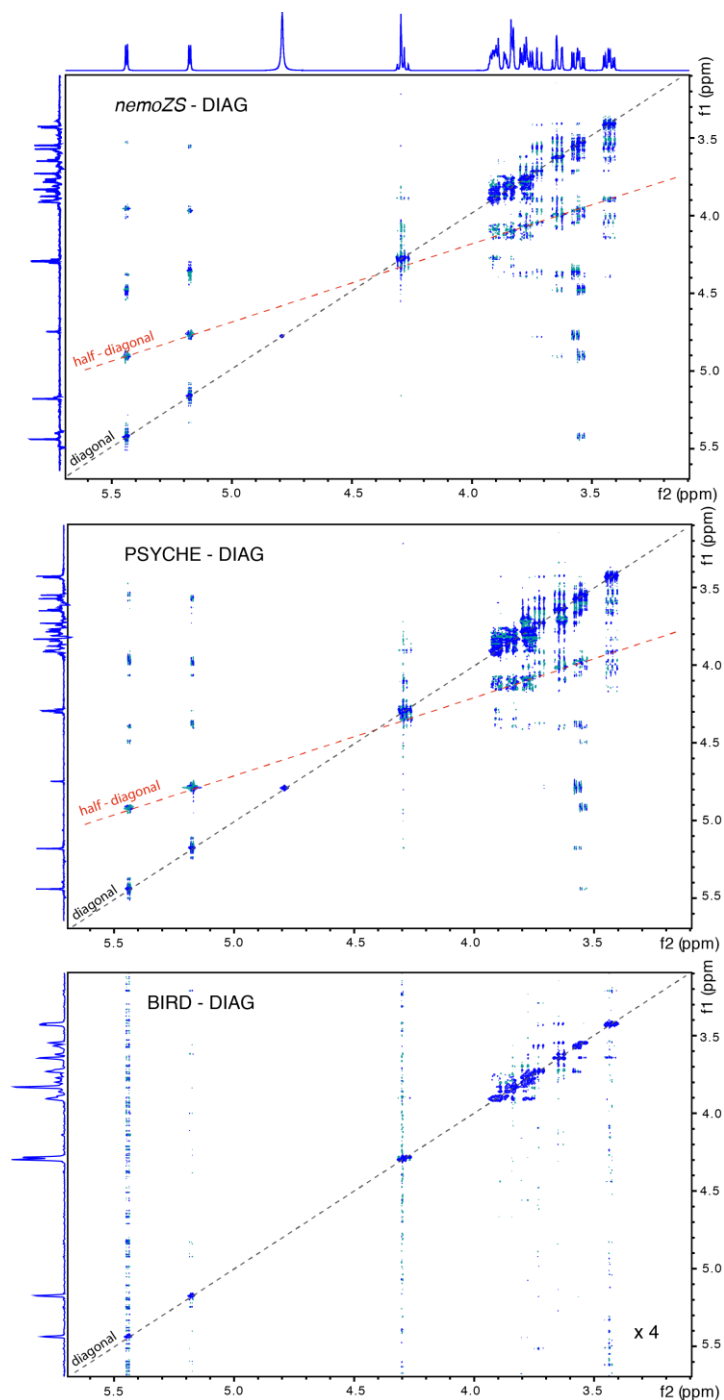 nemoZS - DIAG
half - diagonal
diagonal
3.5
4.0
4.5
5.0
5.5
f1 (ppm)
5.5
5.0
4.5
4.0
3.5
f2 (ppm)
PSYCHE - DIAG
half - diagonal
diagonal
3.5
4.0
4.5
5.0
5.5
f1 (ppm
5.5
5.0
4.5
4.0
3.5
f2 (ppm)
BIRD - DIAG
diagonal
x 4
3.5
4.0
4.5
5.0
5.5
f1 (ppm
5.5
5.0
4.5
4.0
3.5
f2 (ppm)